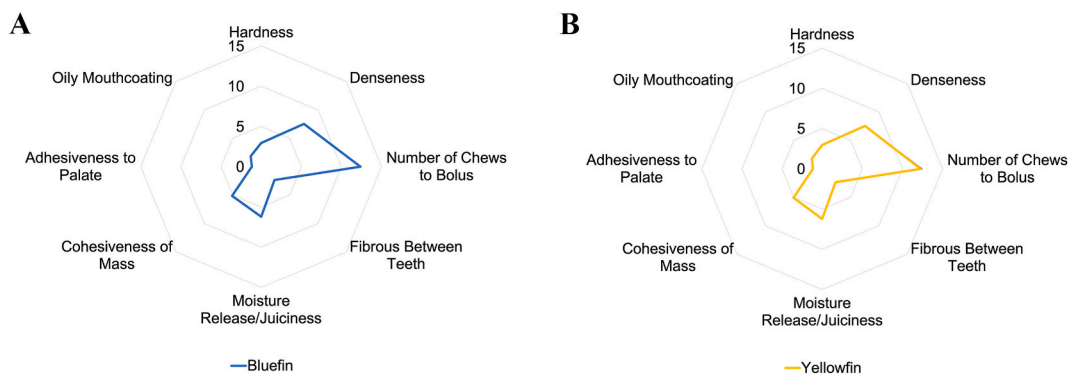 A
Hardness
15
10
5
0
Oily Mouthcoating
Denseness
Adhesiveness to
Palate
Number of Chews
to Bolus
Cohesiveness of
Mass
Fibrous Between
Teeth
Moisture
Release/Juiciness
Bluefin
B
Hardness
15
10
5
0
Oily Mouthcoating
Denseness
Adhesiveness to
Palate
Number of Chews
to Bolus
Cohesiveness of
Mass
Fibrous Between
Teeth
Moisture
Release/Juiciness
Yellowfin